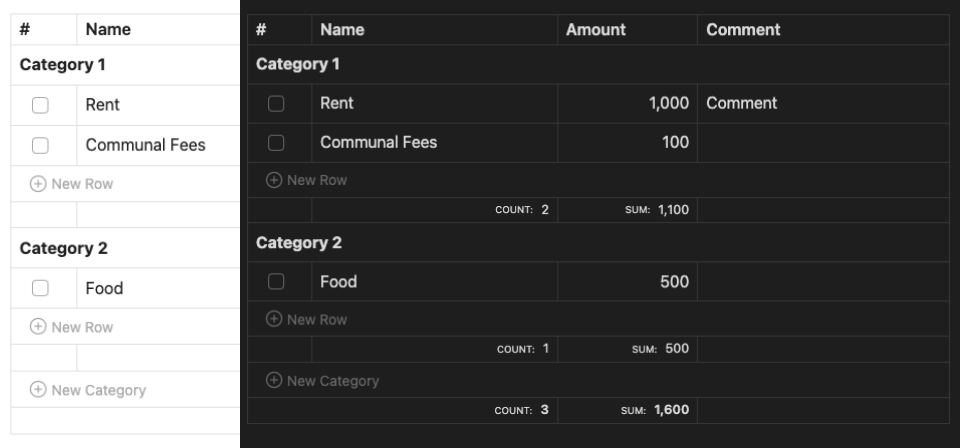 # Name
Category 1
Rent
Communal Fees
New Row
Category 2
Food
New Row
New Category
# Name Amount Comment
Category 1
Rent 1,000 Comment
Communal Fees 100
New Row
COUNT: 2 SUM: 1,100
Category 2
Food 500
New Row
COUNT: 1 SUM: 500
New Category
COUNT: 3 SUM: 1,600